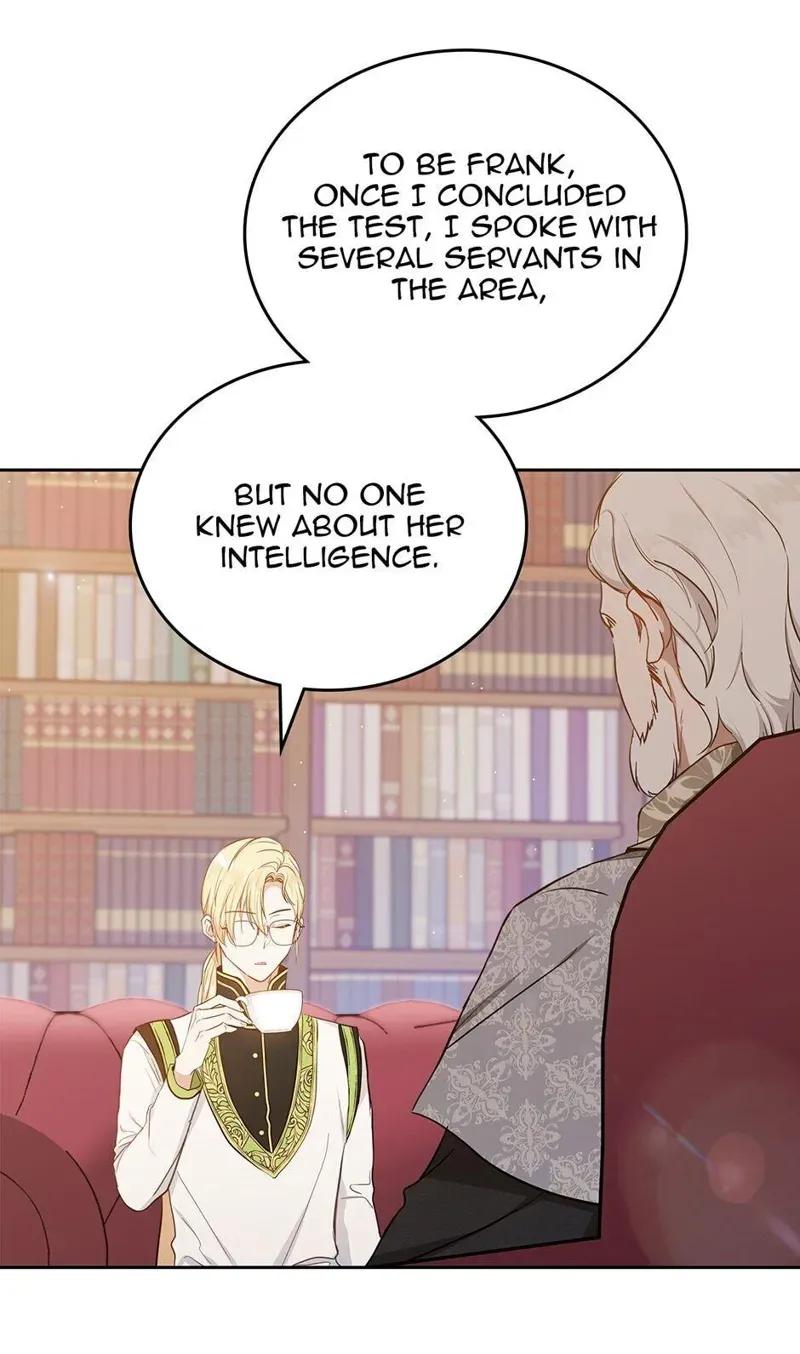 TO BE FRANK,
ONCE I CONCLUDED
THE TEST, I SPOKE WITH
SEVERAL SERVANTS IN
THE AREA,
BUT NO ONE
KNEW ABOUT HER
INTELLIGENCE.